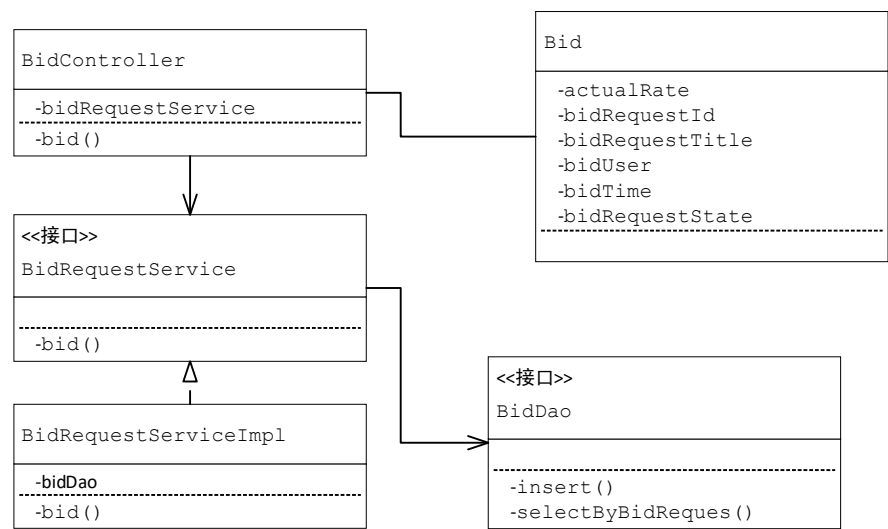 BidController
-bidRequestService
-bid()
Bid
-actualRate
-bidRequestId
-bidRequestTitle
-bidUser
-bidTime
-bidRequestState
<<接口>>
BidRequestService
-bid()
BidRequestServiceImpl
-bidDao
-bid()
<<接口>>
BidDao
-insert()
-selectByBidReques()